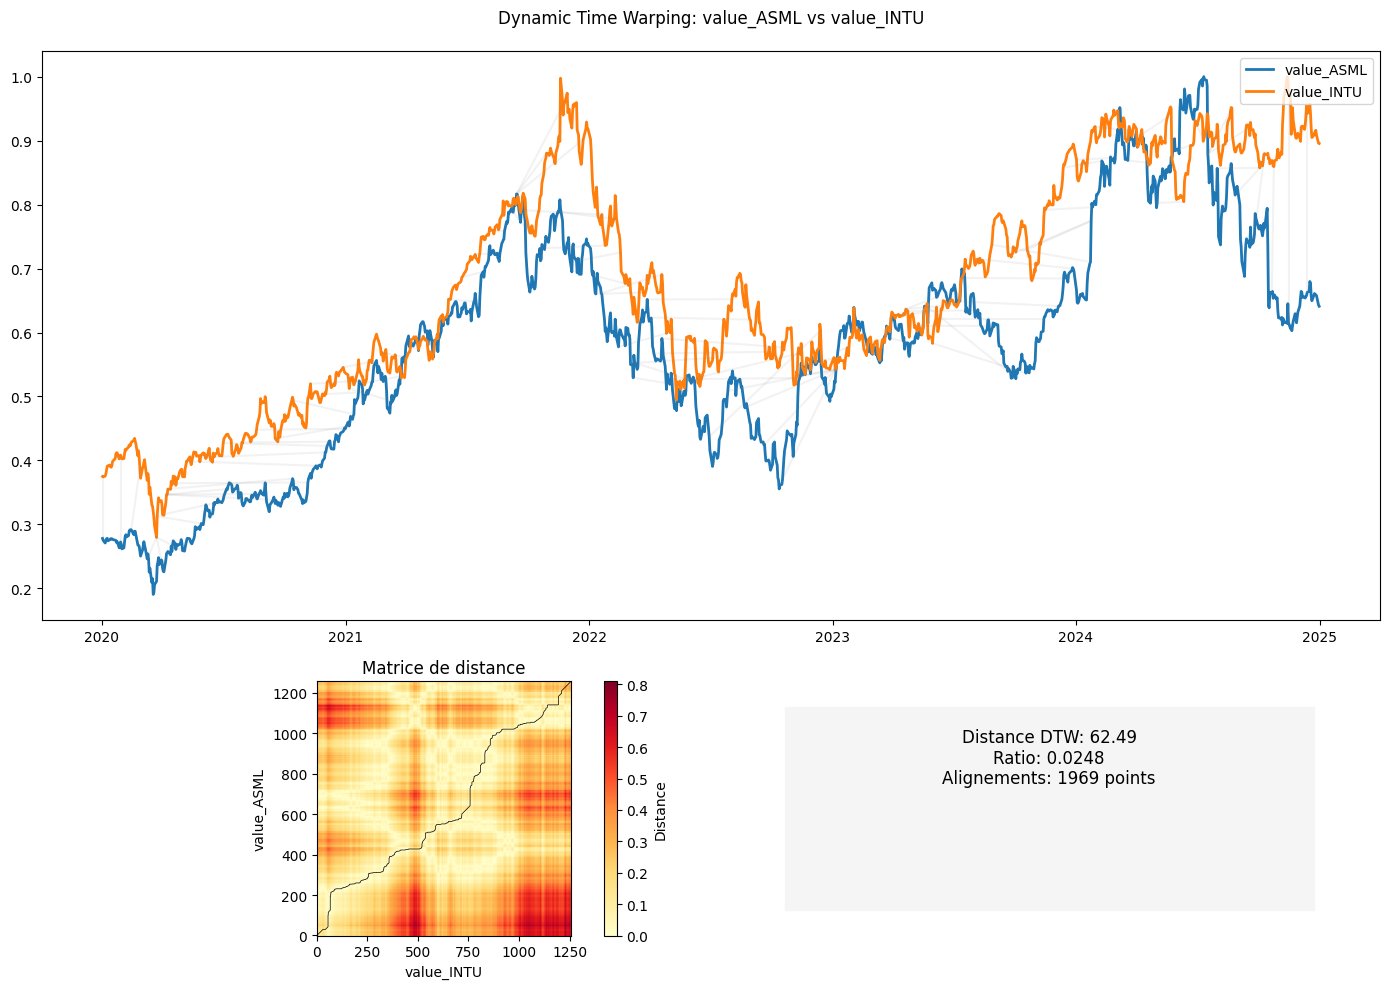 Dynamic Time Warping: value_ASML vs value_INTU
value_ASML
value_INTU
1.0
0.9
0.8
0.7
0.6
0.5
0.4
0.3
0.2
2020 2021 2022 2023 2024 2025
Matrice de distance
value_ASML
1200
1000
800
600
400
200
0
0 250 500 750 1000 1250
value_INTU
0.8
0.7
0.6
0.5
0.4
0.3
0.2
0.1
0.0
Distance
Distance DTW: 62.49
Ratio: 0.0248
Alignements: 1969 points